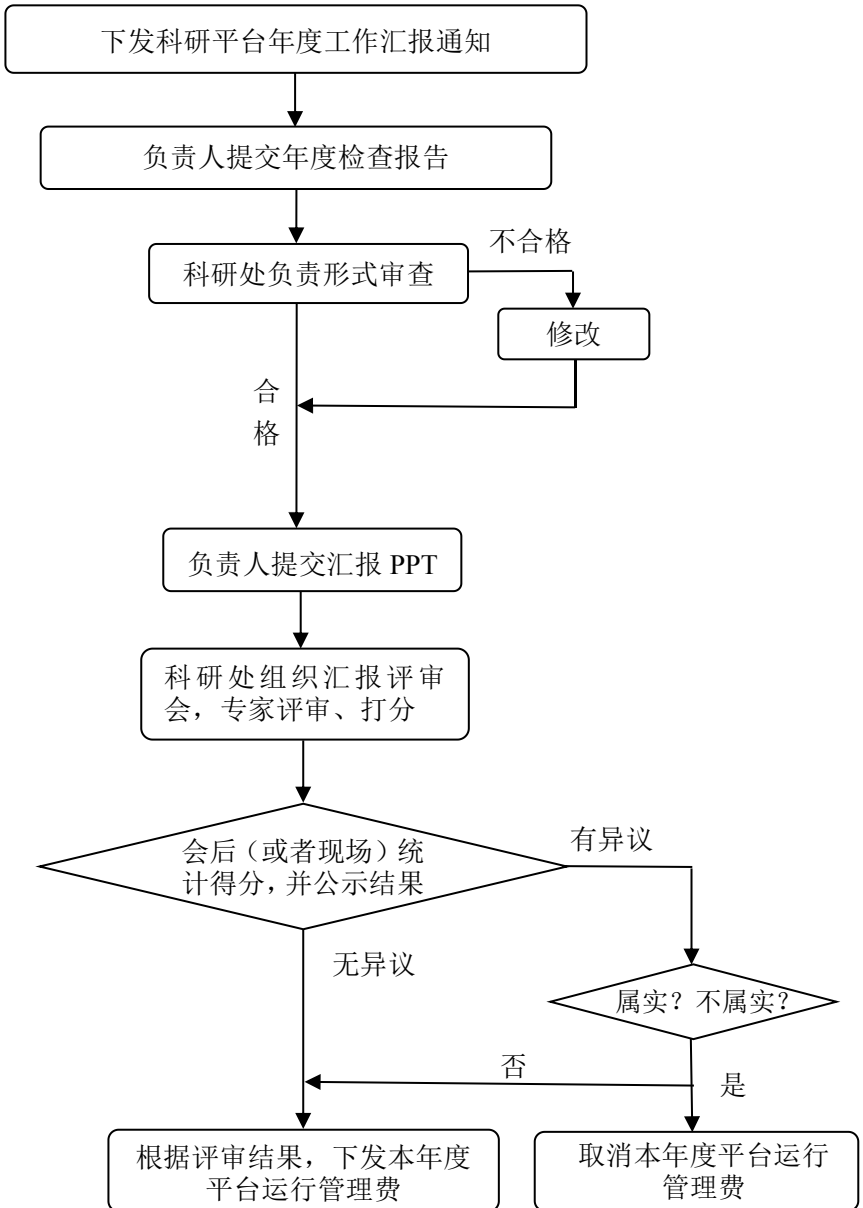 下发科研平台年度工作汇报通知
负责人提交年度检查报告
不合格
科研处负责形式审查
修改
合
格
负责人提交汇报 PPT
科研处组织汇报评审
会，专家评审、打分
有异议
会后（或者现场）统
计得分，并公示结果
无异议
属实？不属实？
否
是
根据评审结果，下发本年度
平台运行管理费
取消本年度平台运行
管理费